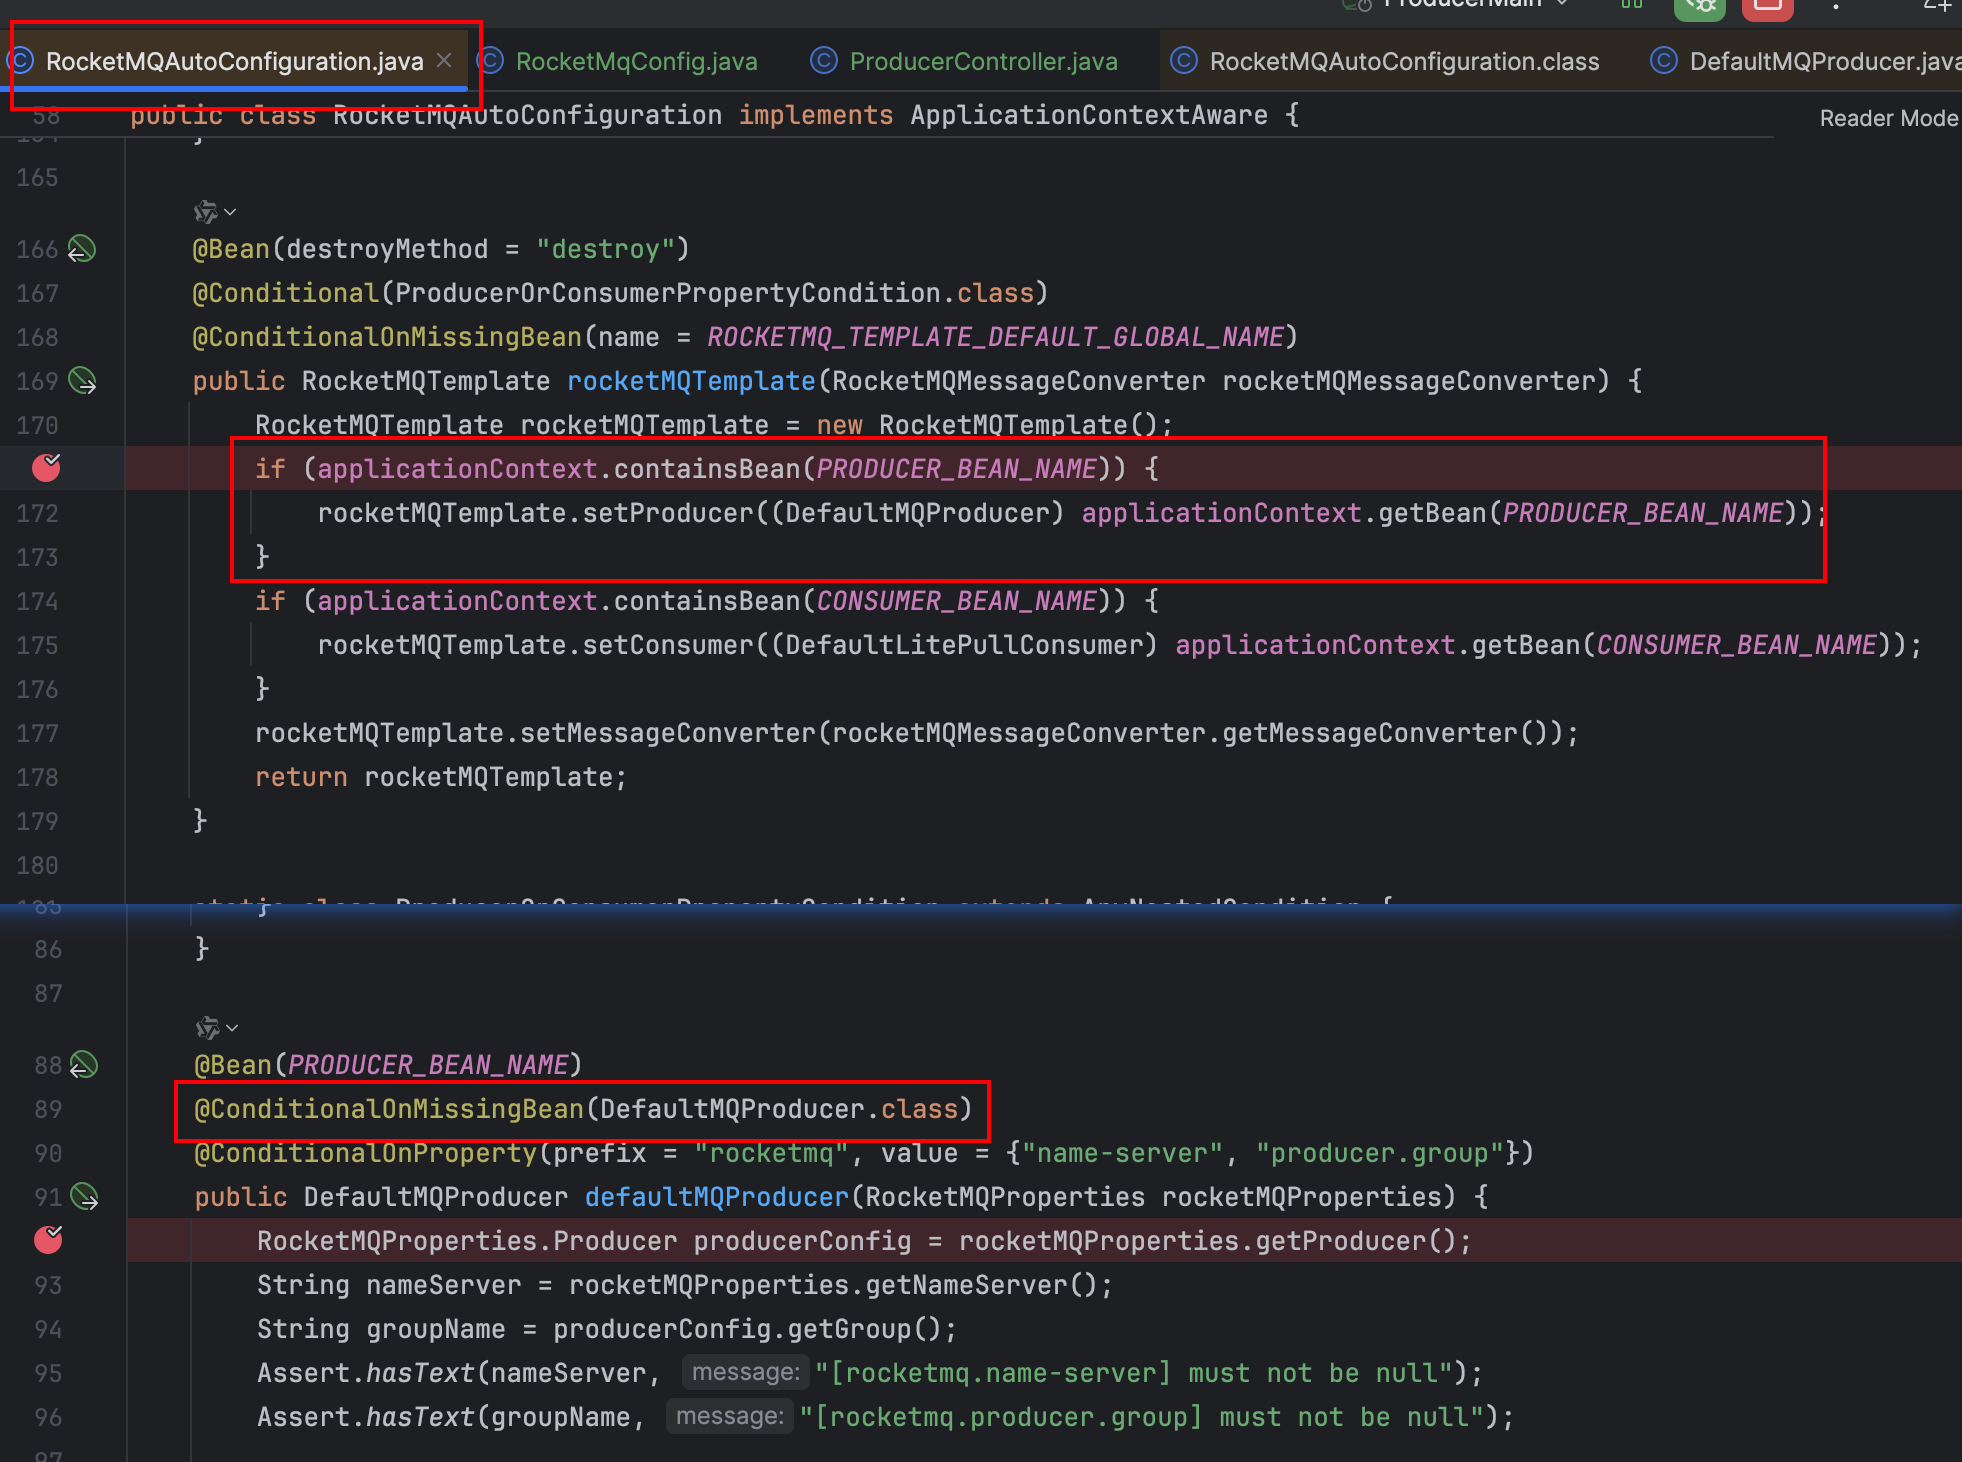 ProducerMain
RocketMQAutoConfiguration.java
RocketMqConfig.java
ProducerController.java
RocketMQAutoConfiguration.class
DefaultMQProducer.java
58 public class RocketMQAutoConfiguration implements ApplicationContextAware {
Reader Mode
164 }
165
166 @Bean(destroyMethod = "destroy")
167 @Conditional(ProducerOrConsumerPropertyCondition.class)
168 @ConditionalOnMissingBean(name = ROCKETMQ_TEMPLATE_DEFAULT_GLOBAL_NAME)
169 public RocketMQTemplate rocketMQTemplate(RocketMQMessageConverter rocketMQMessageConverter) {
170 RocketMQTemplate rocketMQTemplate = new RocketMQTemplate();
if (applicationContext.containsBean(PRODUCER_BEAN_NAME)) {
172 rocketMQTemplate.setProducer((DefaultMQProducer) applicationContext.getBean(PRODUCER_BEAN_NAME));
173 }
174 if (applicationContext.containsBean(CONSUMER_BEAN_NAME)) {
175 rocketMQTemplate.setConsumer((DefaultLitePullConsumer) applicationContext.getBean(CONSUMER_BEAN_NAME));
176 }
177 rocketMQTemplate.setMessageConverter(rocketMQMessageConverter.getMessageConverter());
178 return rocketMQTemplate;
179 }
180
static class ProducerOrConsumerPropertyCondition extends AnyNestedCondition {
86 }
87
88 @Bean(PRODUCER_BEAN_NAME)
89 @ConditionalOnMissingBean(DefaultMQProducer.class)
90 @ConditionalOnProperty(prefix = "rocketmq", value = {"name-server", "producer.group"})
91 public DefaultMQProducer defaultMQProducer(RocketMQProperties rocketMQProperties) {
RocketMQProperties.Producer producerConfig = rocketMQProperties.getProducer();
93 String nameServer = rocketMQProperties.getNameServer();
94 String groupName = producerConfig.getGroup();
95 Assert.hasText(nameServer, message: "[rocketmq.name-server] must not be null");
96 Assert.hasText(groupName, message: "[rocketmq.producer.group] must not be null");
97